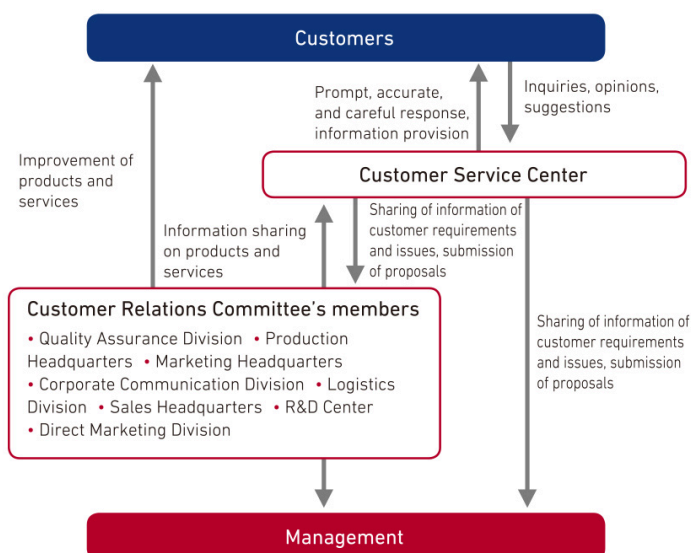 Customers
Prompt, accurate,
and careful response,
information provision
Inquiries, opinions,
suggestions
Improvement of
products and
services
Customer Service Center
Information sharing
on products and
services
Sharing of information of
customer requirements
and issues, submission
of proposals
Customer Relations Committee's members
• Quality Assurance Division • Production
Headquarters • Marketing Headquarters
• Corporate Communication Division • Logistics
Division • Sales Headquarters • R&D Center
• Direct Marketing Division
Sharing of information of
customer requirements
and issues, submission
of proposals
Management